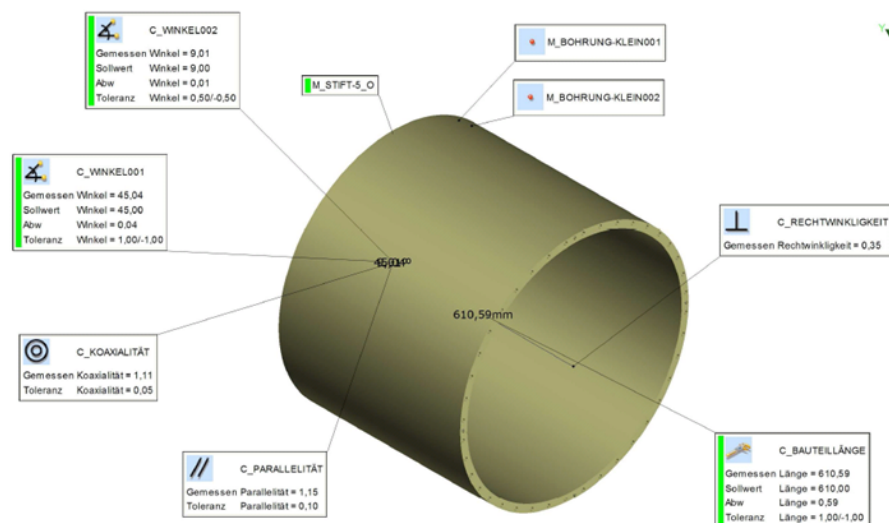 C_WINKEL002
Gemessen Winkel = 9,01
Sollwert Winkel = 9,00
Abw Winkel = 0,01
Toleranz Winkel = 0,50/-0,50
M_BOHRUNG-KLEIN001
M_STIFT-5_O
M_BOHRUNG-KLEIN002
C_WINKEL001
Gemessen Winkel = 45,04
Sollwert Winkel = 45,00
Abw Winkel = 0,04
Toleranz Winkel = 1,00/-1,00
C_RECHTWINKLIGKEIT
Gemessen Rechtwinkligkeit = 0,35
610,59mm
C_KOAXIALITÄT
Gemessen Koaxialität = 1,11
Toleranz Koaxialität = 0,05
C_PARALLELITÄT
Gemessen Parallelität = 1,15
Toleranz Parallelität = 0,10
C_BAUTEILLÄNGE
Gemessen Länge = 610,59
Sollwert Länge = 610,00
Abw Länge = 0,59
Toleranz Länge = 1,00/-1,00
Y